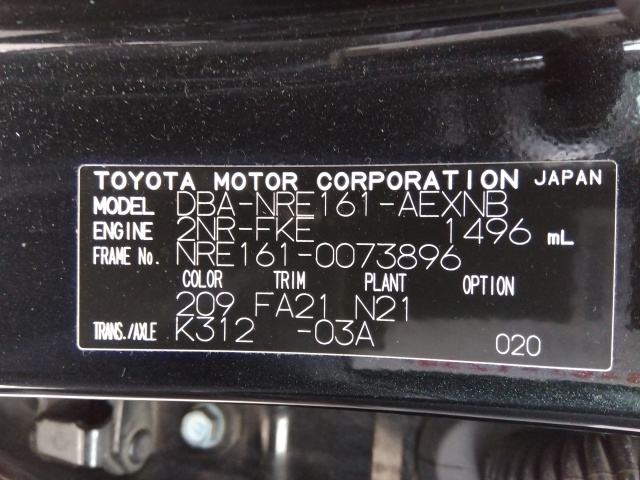 TOYOTA MOTOR CORPORATION JAPAN
MODEL DBA-NRE161-AEXNB
ENGINE 2NR-FKE 1496 mL
FRAME No. NRE161-0073896
COLOR TRIM PLANT OPTION
209 FA21 N21
TRANS./AXLE K312 -03A 020